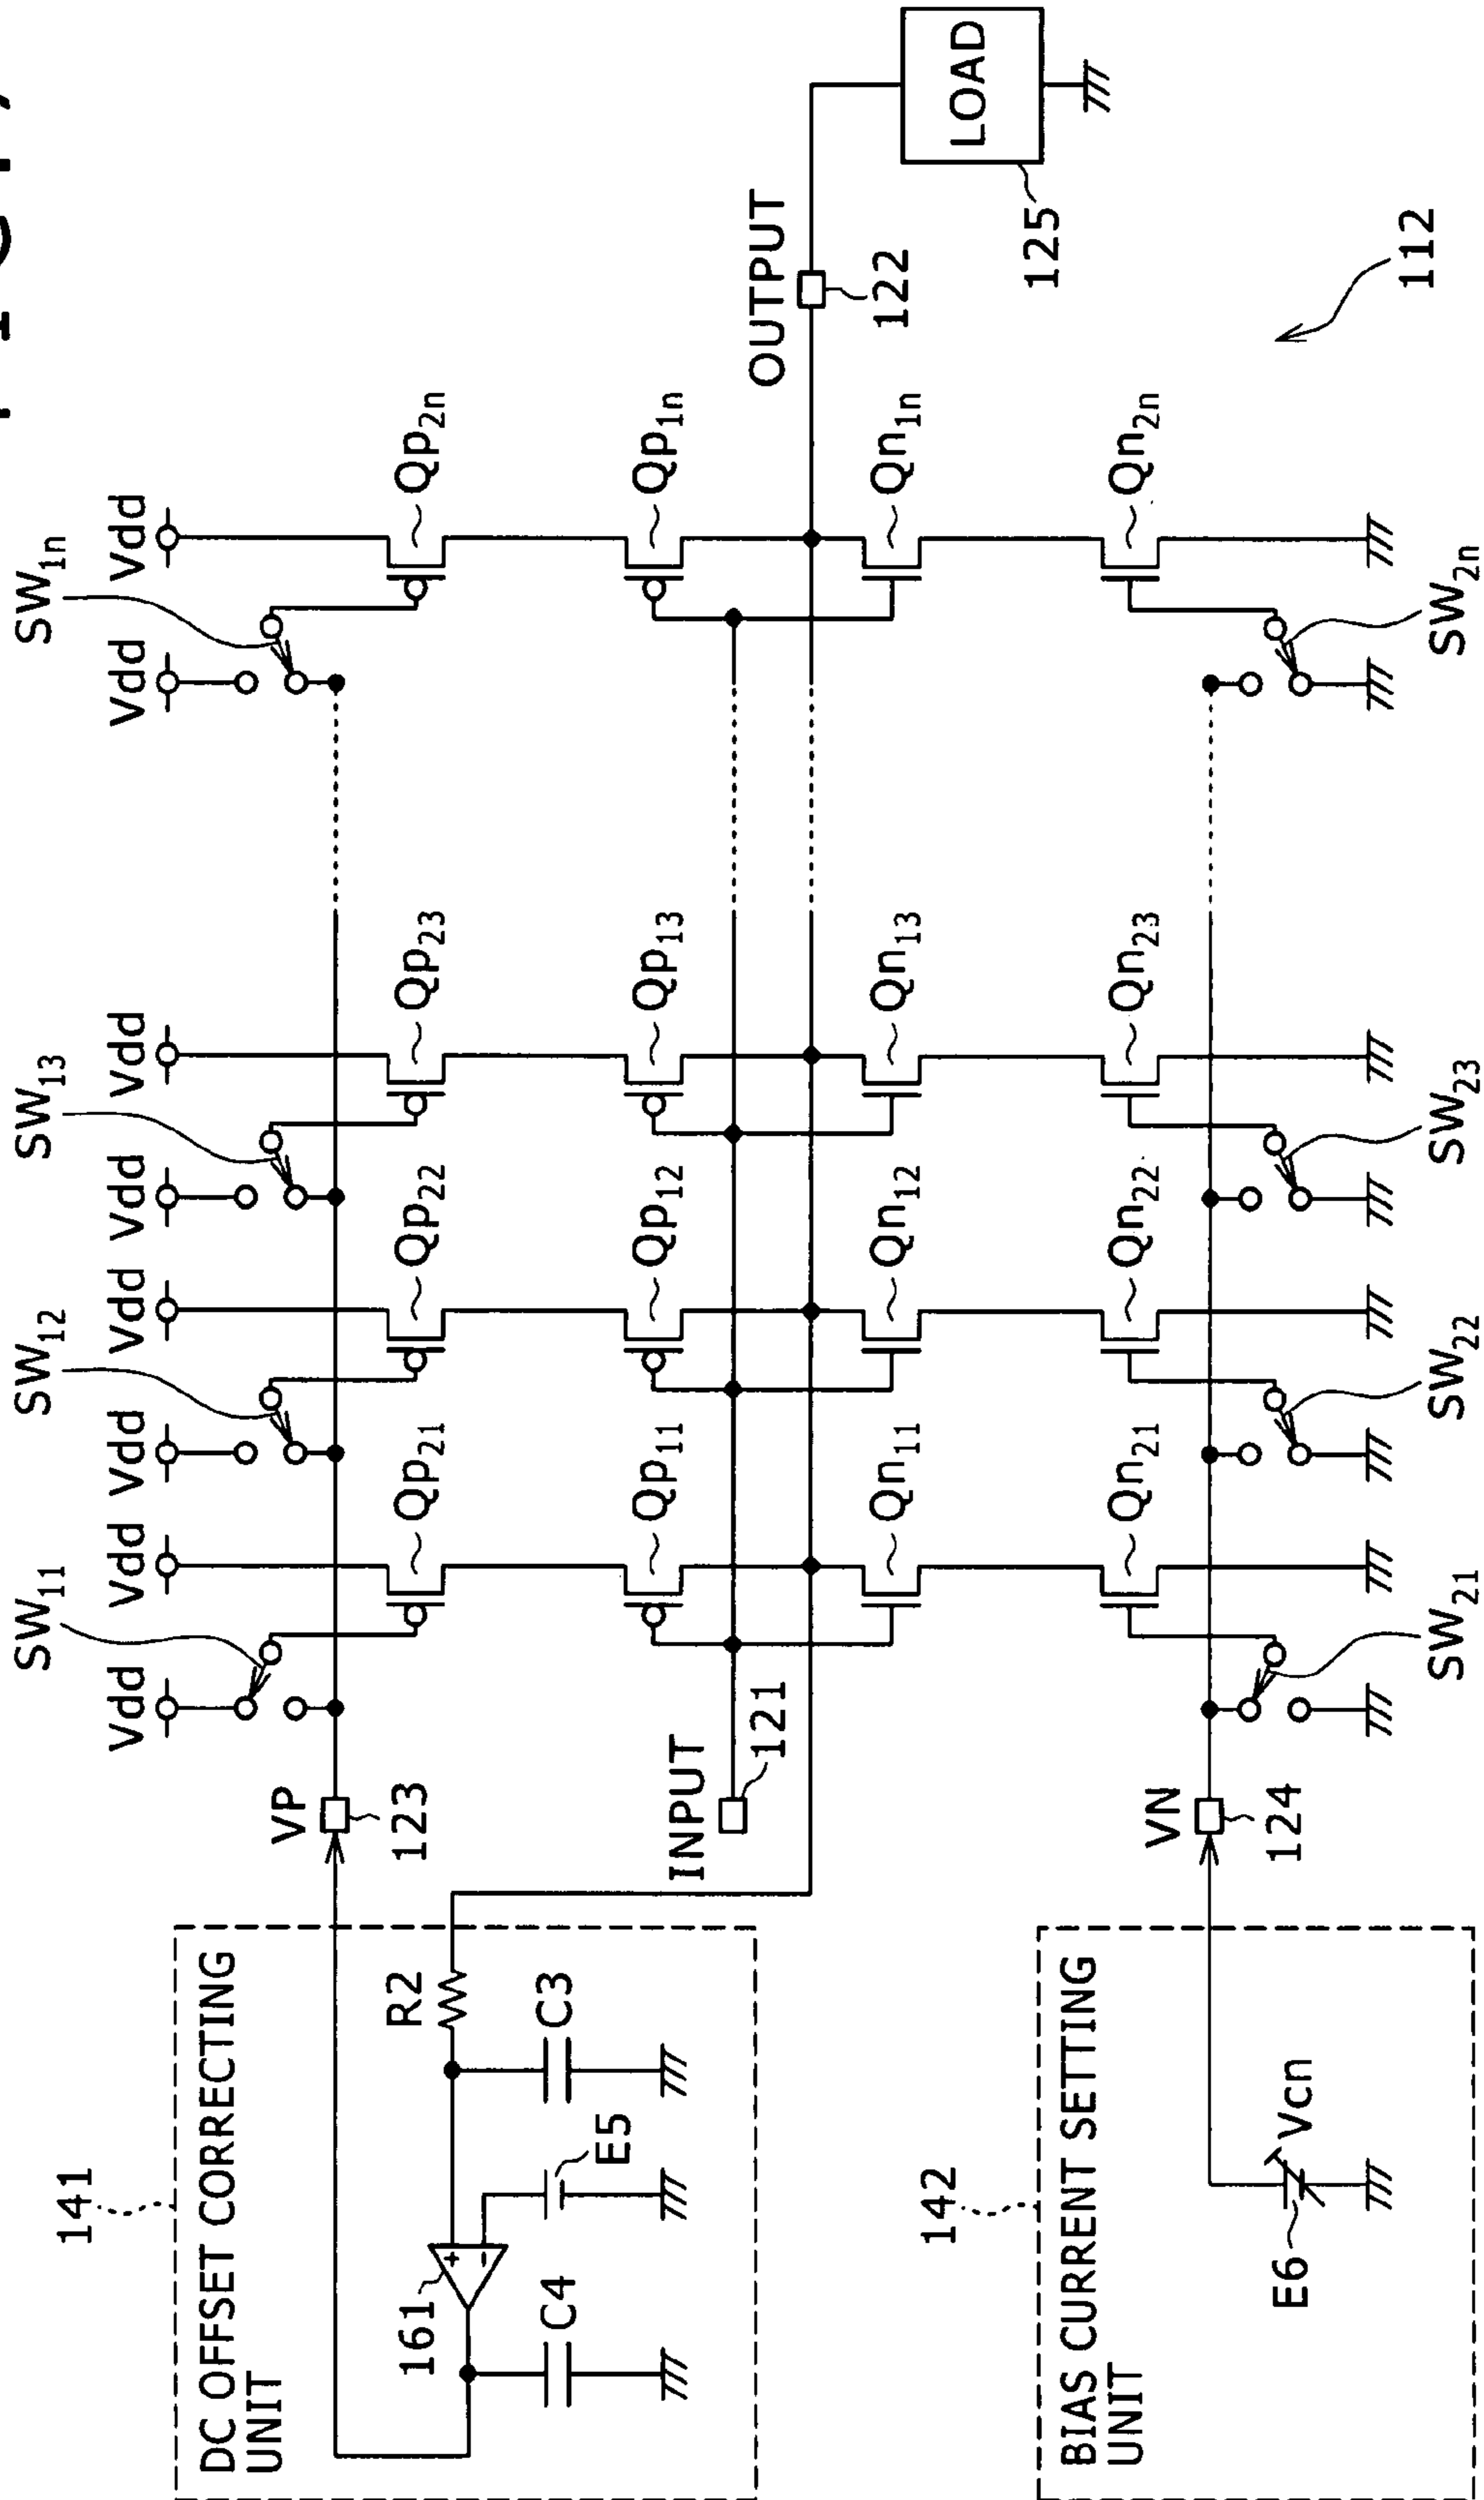 SW11
SW12
SW13
SW1n
Vdd
Vdd
Vdd
Vdd
Vdd
Vdd
Vdd
Vdd
141
DC OFFSET CORRECTING
UNIT
VP
123
161
+
-
C4
E5
C3
R2
Qp21
Qp22
Qp23
Qp2n
Qp11
Qp12
Qp13
Qp1n
INPUT
121
OUTPUT
122
LOAD
125
Qn11
Qn12
Qn13
Qn1n
Qn21
Qn22
Qn23
Qn2n
142
BIAS CURRENT SETTING
UNIT
VN
124
E6
Vcn
SW21
SW22
SW23
SW2n
112